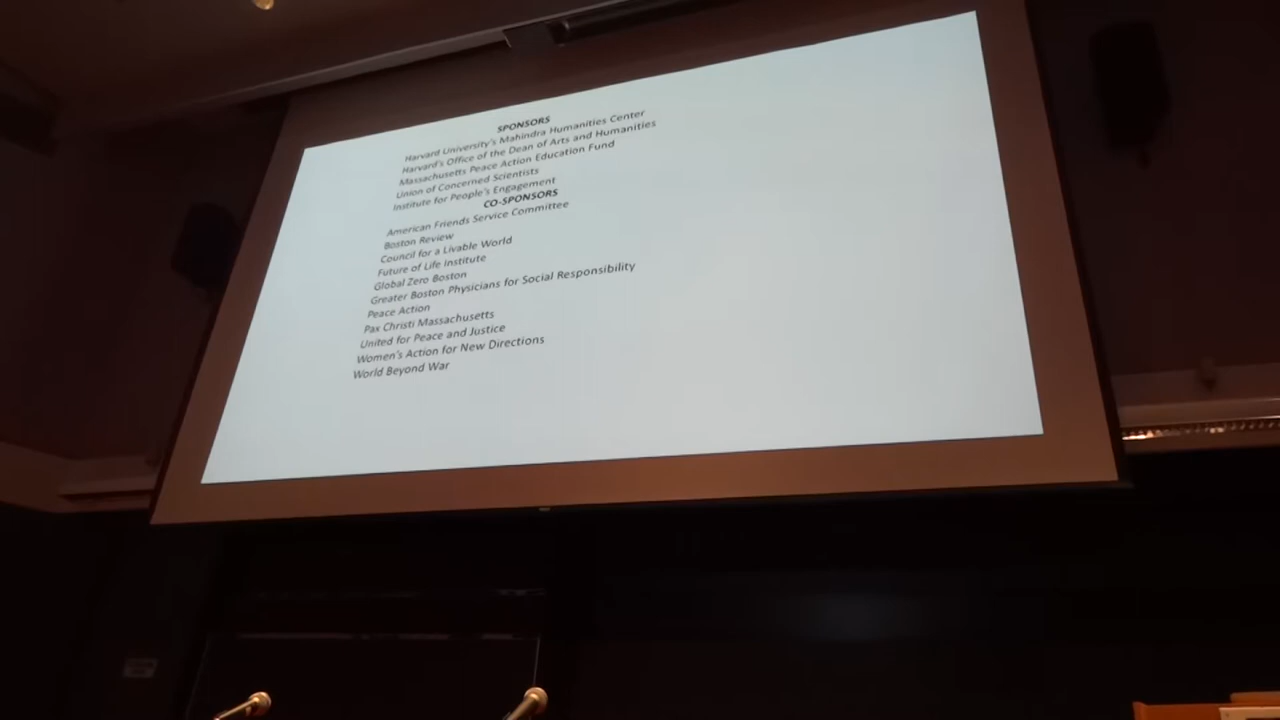 SPONSORS
Harvard University's Mahindra Humanities Center
Harvard's Office of the Dean of Arts and Humanities
Massachusetts Peace Action Education Fund
Union of Concerned Scientists
Institute for People's Engagement
CO-SPONSORS
American Friends Service Committee
Boston Review
Council for a Livable World
Future of Life Institute
Global Zero Boston
Greater Boston Physicians for Social Responsibility
Peace Action
Pax Christi Massachusetts
United for Peace and Justice
Women's Action for New Directions
World Beyond War